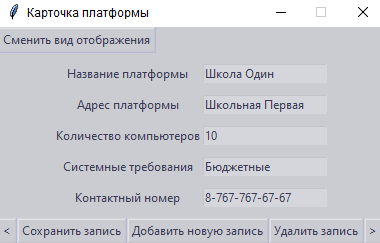 Карточка платформы
Сменить вид отображения
Название платформы Школа Один
Адрес платформы Школьная Первая
Количество компьютеров 10
Системные требования Бюджетные
Контактный номер 8-767-767-67-67
< Сохранить запись Добавить новую запись Удалить запись >